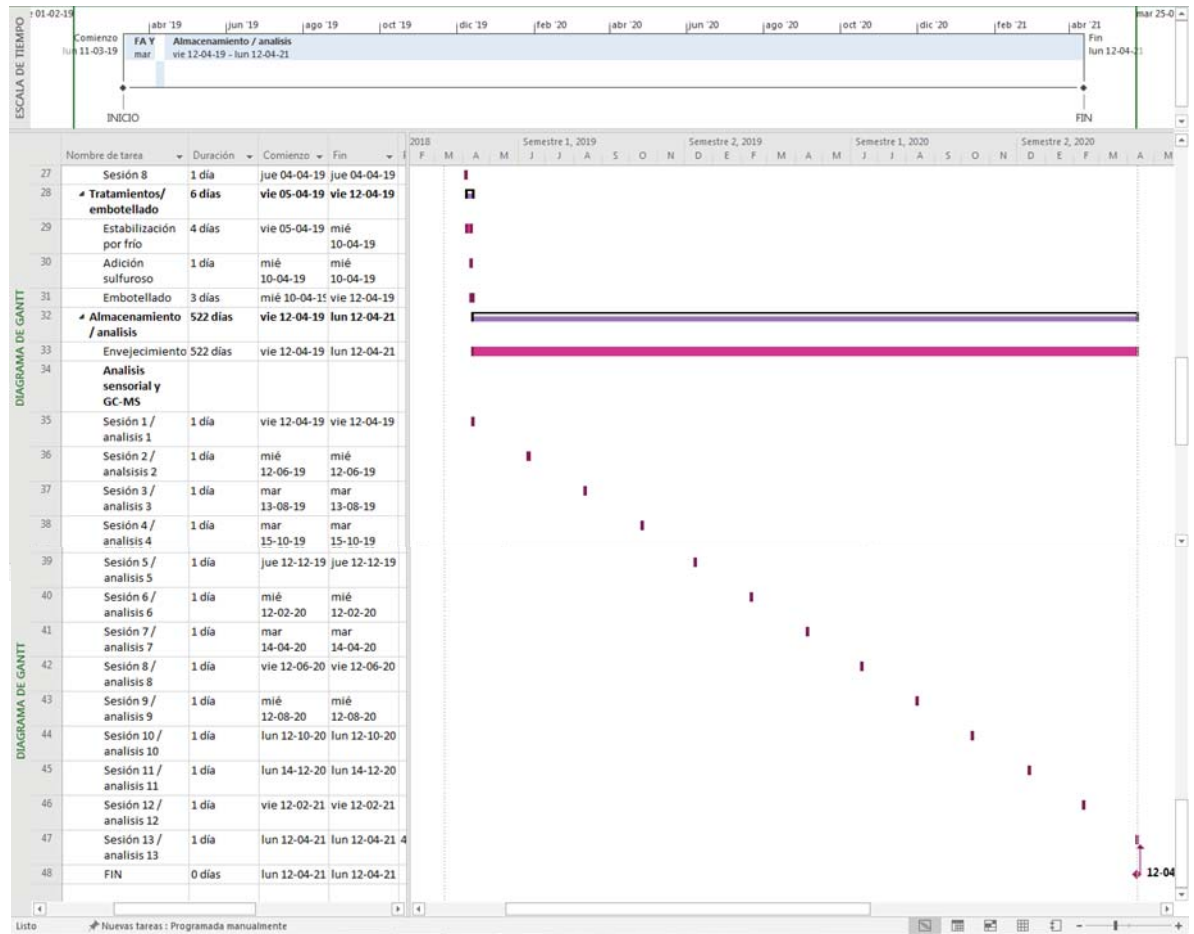 01-02-19
mar 25-0
ESCALA DE TIEMPO
abr '19 jun '19 ago '19 oct '19 dic '19 feb '20 abr '20 jun '20 ago '20 oct '20 dic '20 feb '21 abr '21
Comienzo
lun 11-03-19
FA Y
mar
Almacenamiento / analisis
vie 12-04-19 - lun 12-04-21
Fin
lun 12-04-21
INICIO
FIN
2018 Semestre 1, 2019 Semestre 2, 2019 Semestre 1, 2020 Semestre 2, 2020
Nombre de tarea Duración Comienzo Fin
F M A M J J A S O N D E F M A M J J A S O N D E F M A M
DIAGRAMA DE GANTT
27 Sesión 8 1 día jue 04-04-19 jue 04-04-19
28 Tratamientos/ 6 días vie 05-04-19 vie 12-04-19
embotellado
29 Estabilización 4 días vie 05-04-19 mié
por frío 10-04-19
30 Adición 1 día mié mié
sulfuroso 10-04-19 10-04-19
31 Embotellado 3 días mié 10-04-19 vie 12-04-19
32 Almacenamiento 522 días vie 12-04-19 lun 12-04-21
/ analisis
33 Envejecimiento 522 días vie 12-04-19 lun 12-04-21
34 Analisis
sensorial y
GC-MS
35 Sesión 1 / 1 día vie 12-04-19 vie 12-04-19
analisis 1
36 Sesión 2 / 1 día mié mié
analsisis 2 12-06-19 12-06-19
37 Sesión 3 / 1 día mar mar
analisis 3 13-08-19 13-08-19
38 Sesión 4 / 1 día mar mar
analisis 4 15-10-19 15-10-19
39 Sesión 5 / 1 día jue 12-12-19 jue 12-12-19
analisis 5
40 Sesión 6 / 1 día mié mié
analisis 6 12-02-20 12-02-20
DIAGRAMA DE GANTT
41 Sesión 7 / 1 día mar mar
analisis 7 14-04-20 14-04-20
42 Sesión 8 / 1 día vie 12-06-20 vie 12-06-20
analisis 8
43 Sesión 9 / 1 día mié mié
analisis 9 12-08-20 12-08-20
44 Sesión 10 / 1 día lun 12-10-20 lun 12-10-20
analisis 10
45 Sesión 11 / 1 día lun 14-12-20 lun 14-12-20
analisis 11
46 Sesión 12 / 1 día vie 12-02-21 vie 12-02-21
analisis 12
47 Sesión 13 / 1 día lun 12-04-21 lun 12-04-21 4
analisis 13
48 FIN 0 días lun 12-04-21 lun 12-04-21
12-04
Listo Nuevas tareas : Programada manualmente